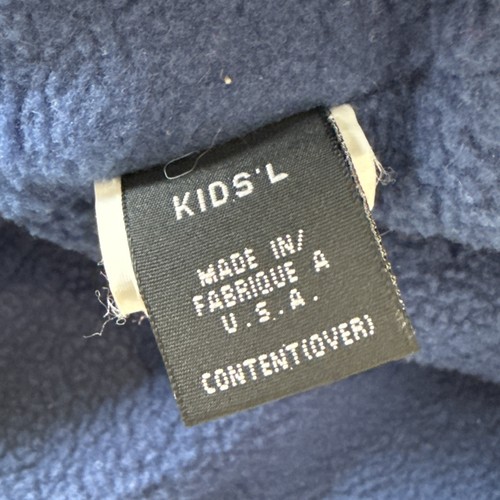 KIDS'L
MADE IN/
FABRIQUE A
U.S.A.
CONTENT(OVER)